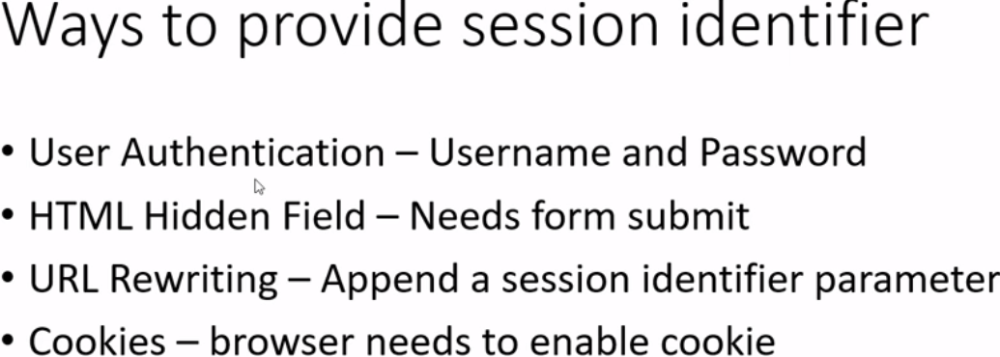 Ways to provide session identifier
• User Authentication – Username and Password
• HTML Hidden Field – Needs form submit
• URL Rewriting – Append a session identifier parameter
• Cookies – browser needs to enable cookie